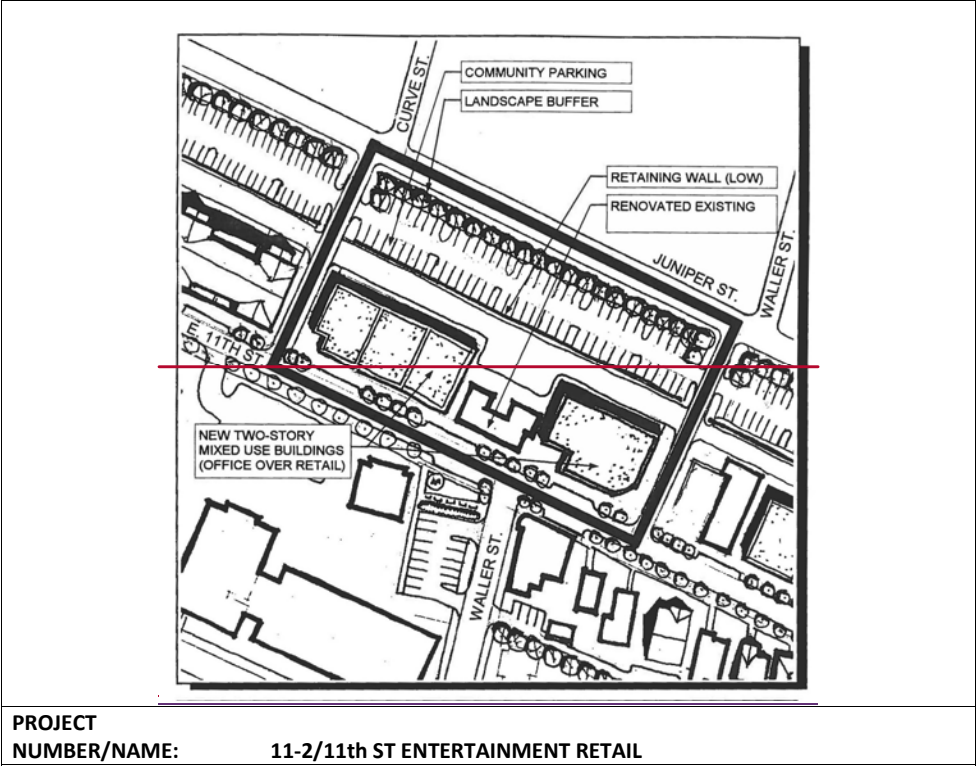 CURVE ST.
COMMUNITY PARKING
LANDSCAPE BUFFER
RETAINING WALL (LOW)
RENOVATED EXISTING
JUNIPER ST.
WALLER ST.
E 11TH ST
NEW TWO-STORY
MIXED USE BUILDINGS
(OFFICE OVER RETAIL)
WALLER ST.
PROJECT
NUMBER/NAME: 11-2/11th ST ENTERTAINMENT RETAIL